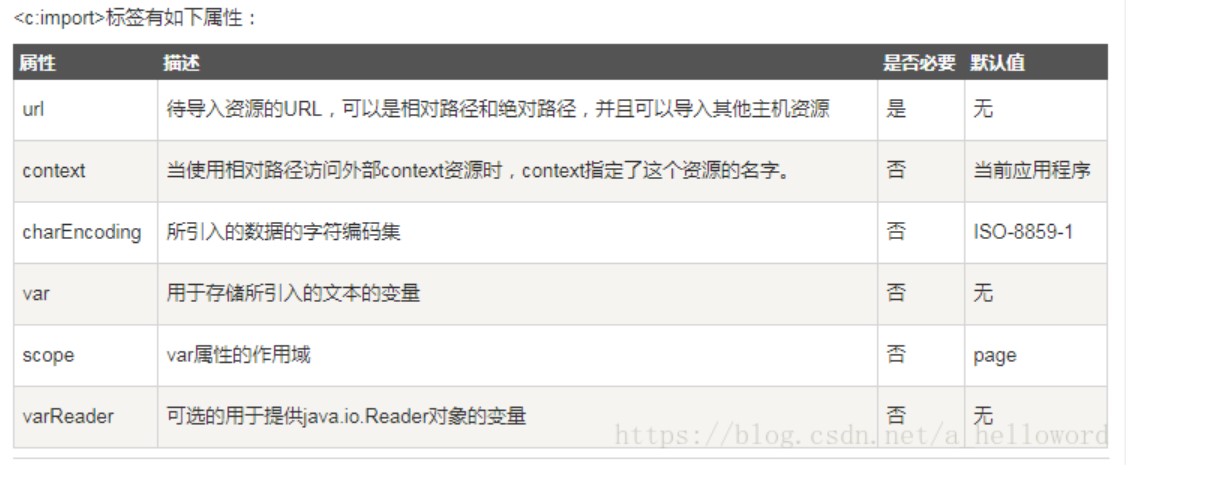 <c:import>标签有如下属性：
属性 描述 是否必要 默认值
url 待导入资源的URL，可以是相对路径和绝对路径，并且可以导入其他主机资源 是 无
context 当使用相对路径访问外部context资源时，context指定了这个资源的名字。 否 当前应用程序
charEncoding 所引入的数据的字符编码集 否 ISO-8859-1
var 用于存储所引入的文本的变量 否 无
scope var属性的作用域 否 page
varReader 可选的用于提供java.io.Reader对象的变量 否 无
https://blog.csdn.net/a_helloword